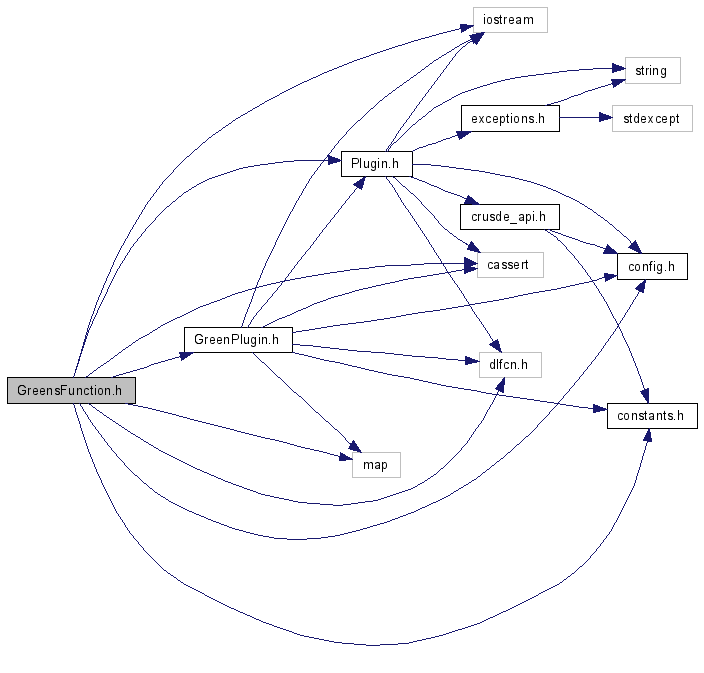 iostream
string
exceptions.h
stdexcept
Plugin.h
crusde_api.h
cassert
config.h
GreenPlugin.h
dlfcn.h
GreensFunction.h
constants.h
map